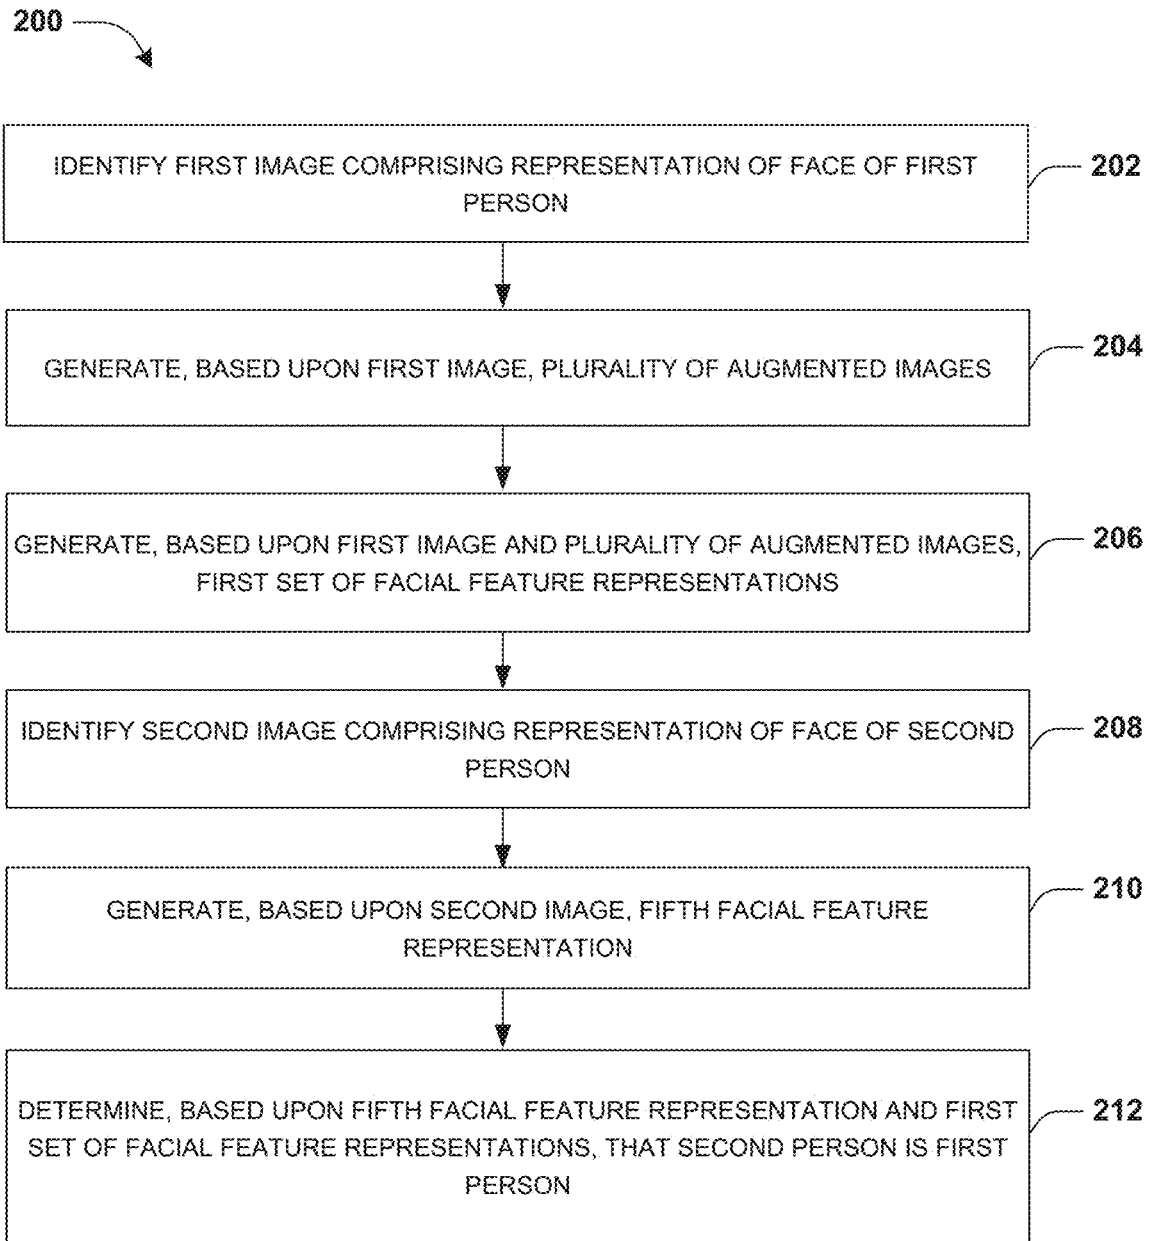 200
IDENTIFY FIRST IMAGE COMPRISING REPRESENTATION OF FACE OF FIRST
PERSON
202
GENERATE, BASED UPON FIRST IMAGE, PLURALITY OF AUGMENTED IMAGES
204
GENERATE, BASED UPON FIRST IMAGE AND PLURALITY OF AUGMENTED IMAGES,
FIRST SET OF FACIAL FEATURE REPRESENTATIONS
206
IDENTIFY SECOND IMAGE COMPRISING REPRESENTATION OF FACE OF SECOND
PERSON
208
GENERATE, BASED UPON SECOND IMAGE, FIFTH FACIAL FEATURE
REPRESENTATION
210
DETERMINE, BASED UPON FIFTH FACIAL FEATURE REPRESENTATION AND FIRST
SET OF FACIAL FEATURE REPRESENTATIONS, THAT SECOND PERSON IS FIRST
PERSON
212